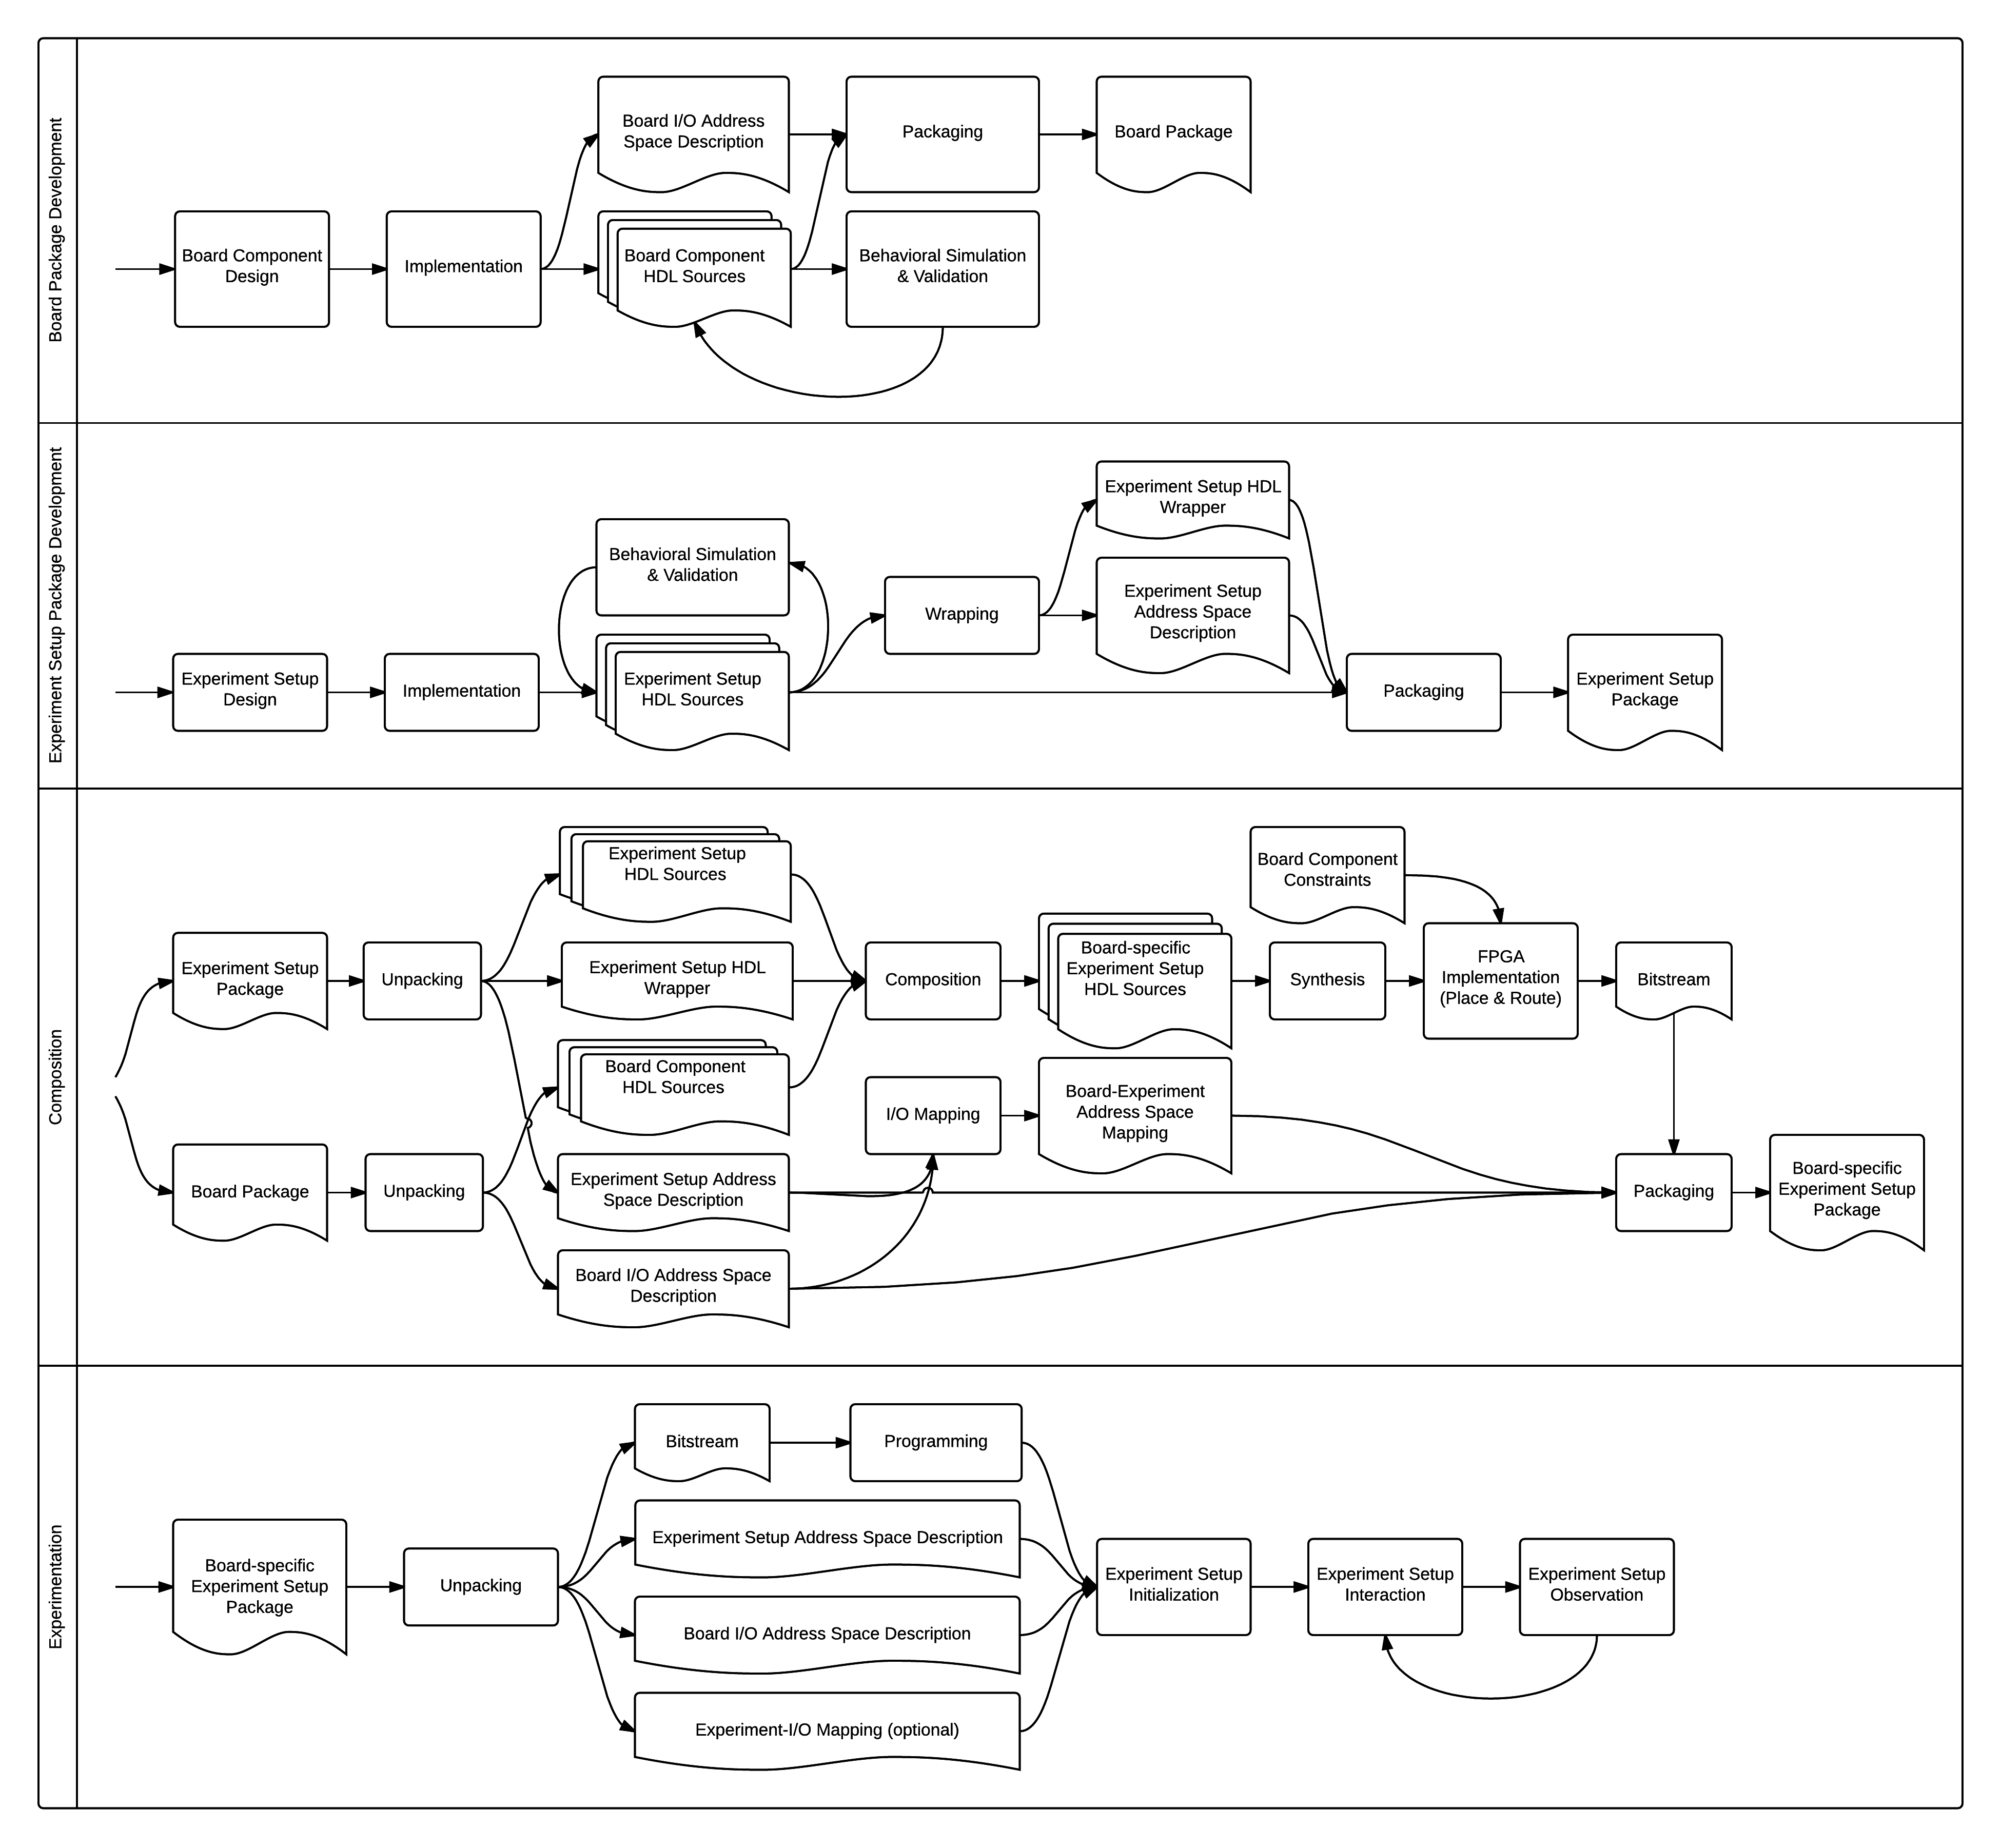 Board Package Development
Board I/O Address
Space Description
Packaging
Board Package
Board Component
Design
Implementation
Board Component
HDL Sources
Behavioral Simulation
& Validation
Experiment Setup Package Development
Experiment Setup HDL
Wrapper
Behavioral Simulation
& Validation
Wrapping
Experiment Setup
Address Space
Description
Experiment Setup
Design
Implementation
Experiment Setup
HDL Sources
Packaging
Experiment Setup
Package
Composition
Experiment Setup
HDL Sources
Board Component
Constraints
Experiment Setup
Package
Unpacking
Experiment Setup HDL
Wrapper
Composition
Board-specific
Experiment Setup
HDL Sources
Synthesis
FPGA
Implementation
(Place & Route)
Bitstream
Board Component
HDL Sources
I/O Mapping
Board-Experiment
Address Space
Mapping
Board Package
Unpacking
Experiment Setup Address
Space Description
Packaging
Board-specific
Experiment Setup
Package
Board I/O Address Space
Description
Experimentation
Bitstream
Programming
Experiment Setup Address Space Description
Board-specific
Experiment Setup
Package
Unpacking
Experiment Setup
Initialization
Experiment Setup
Interaction
Experiment Setup
Observation
Board I/O Address Space Description
Experiment-I/O Mapping (optional)